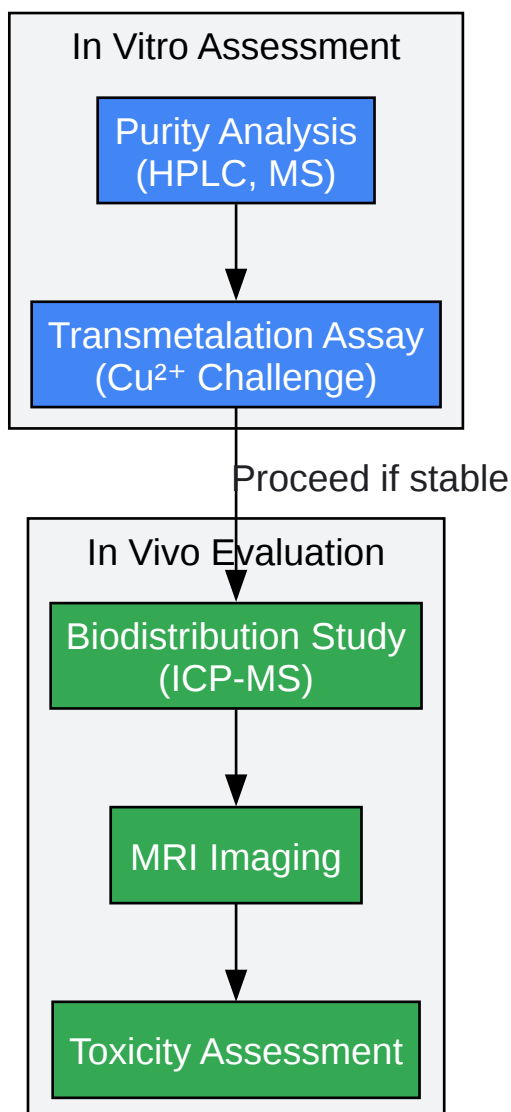 In Vitro Assessment
Purity Analysis
(HPLC, MS)
Transmetalation Assay
(Cu²⁺ Challenge)
Proceed if stable
In Vivo Evaluation
Biodistribution Study
(ICP-MS)
MRI Imaging
Toxicity Assessment